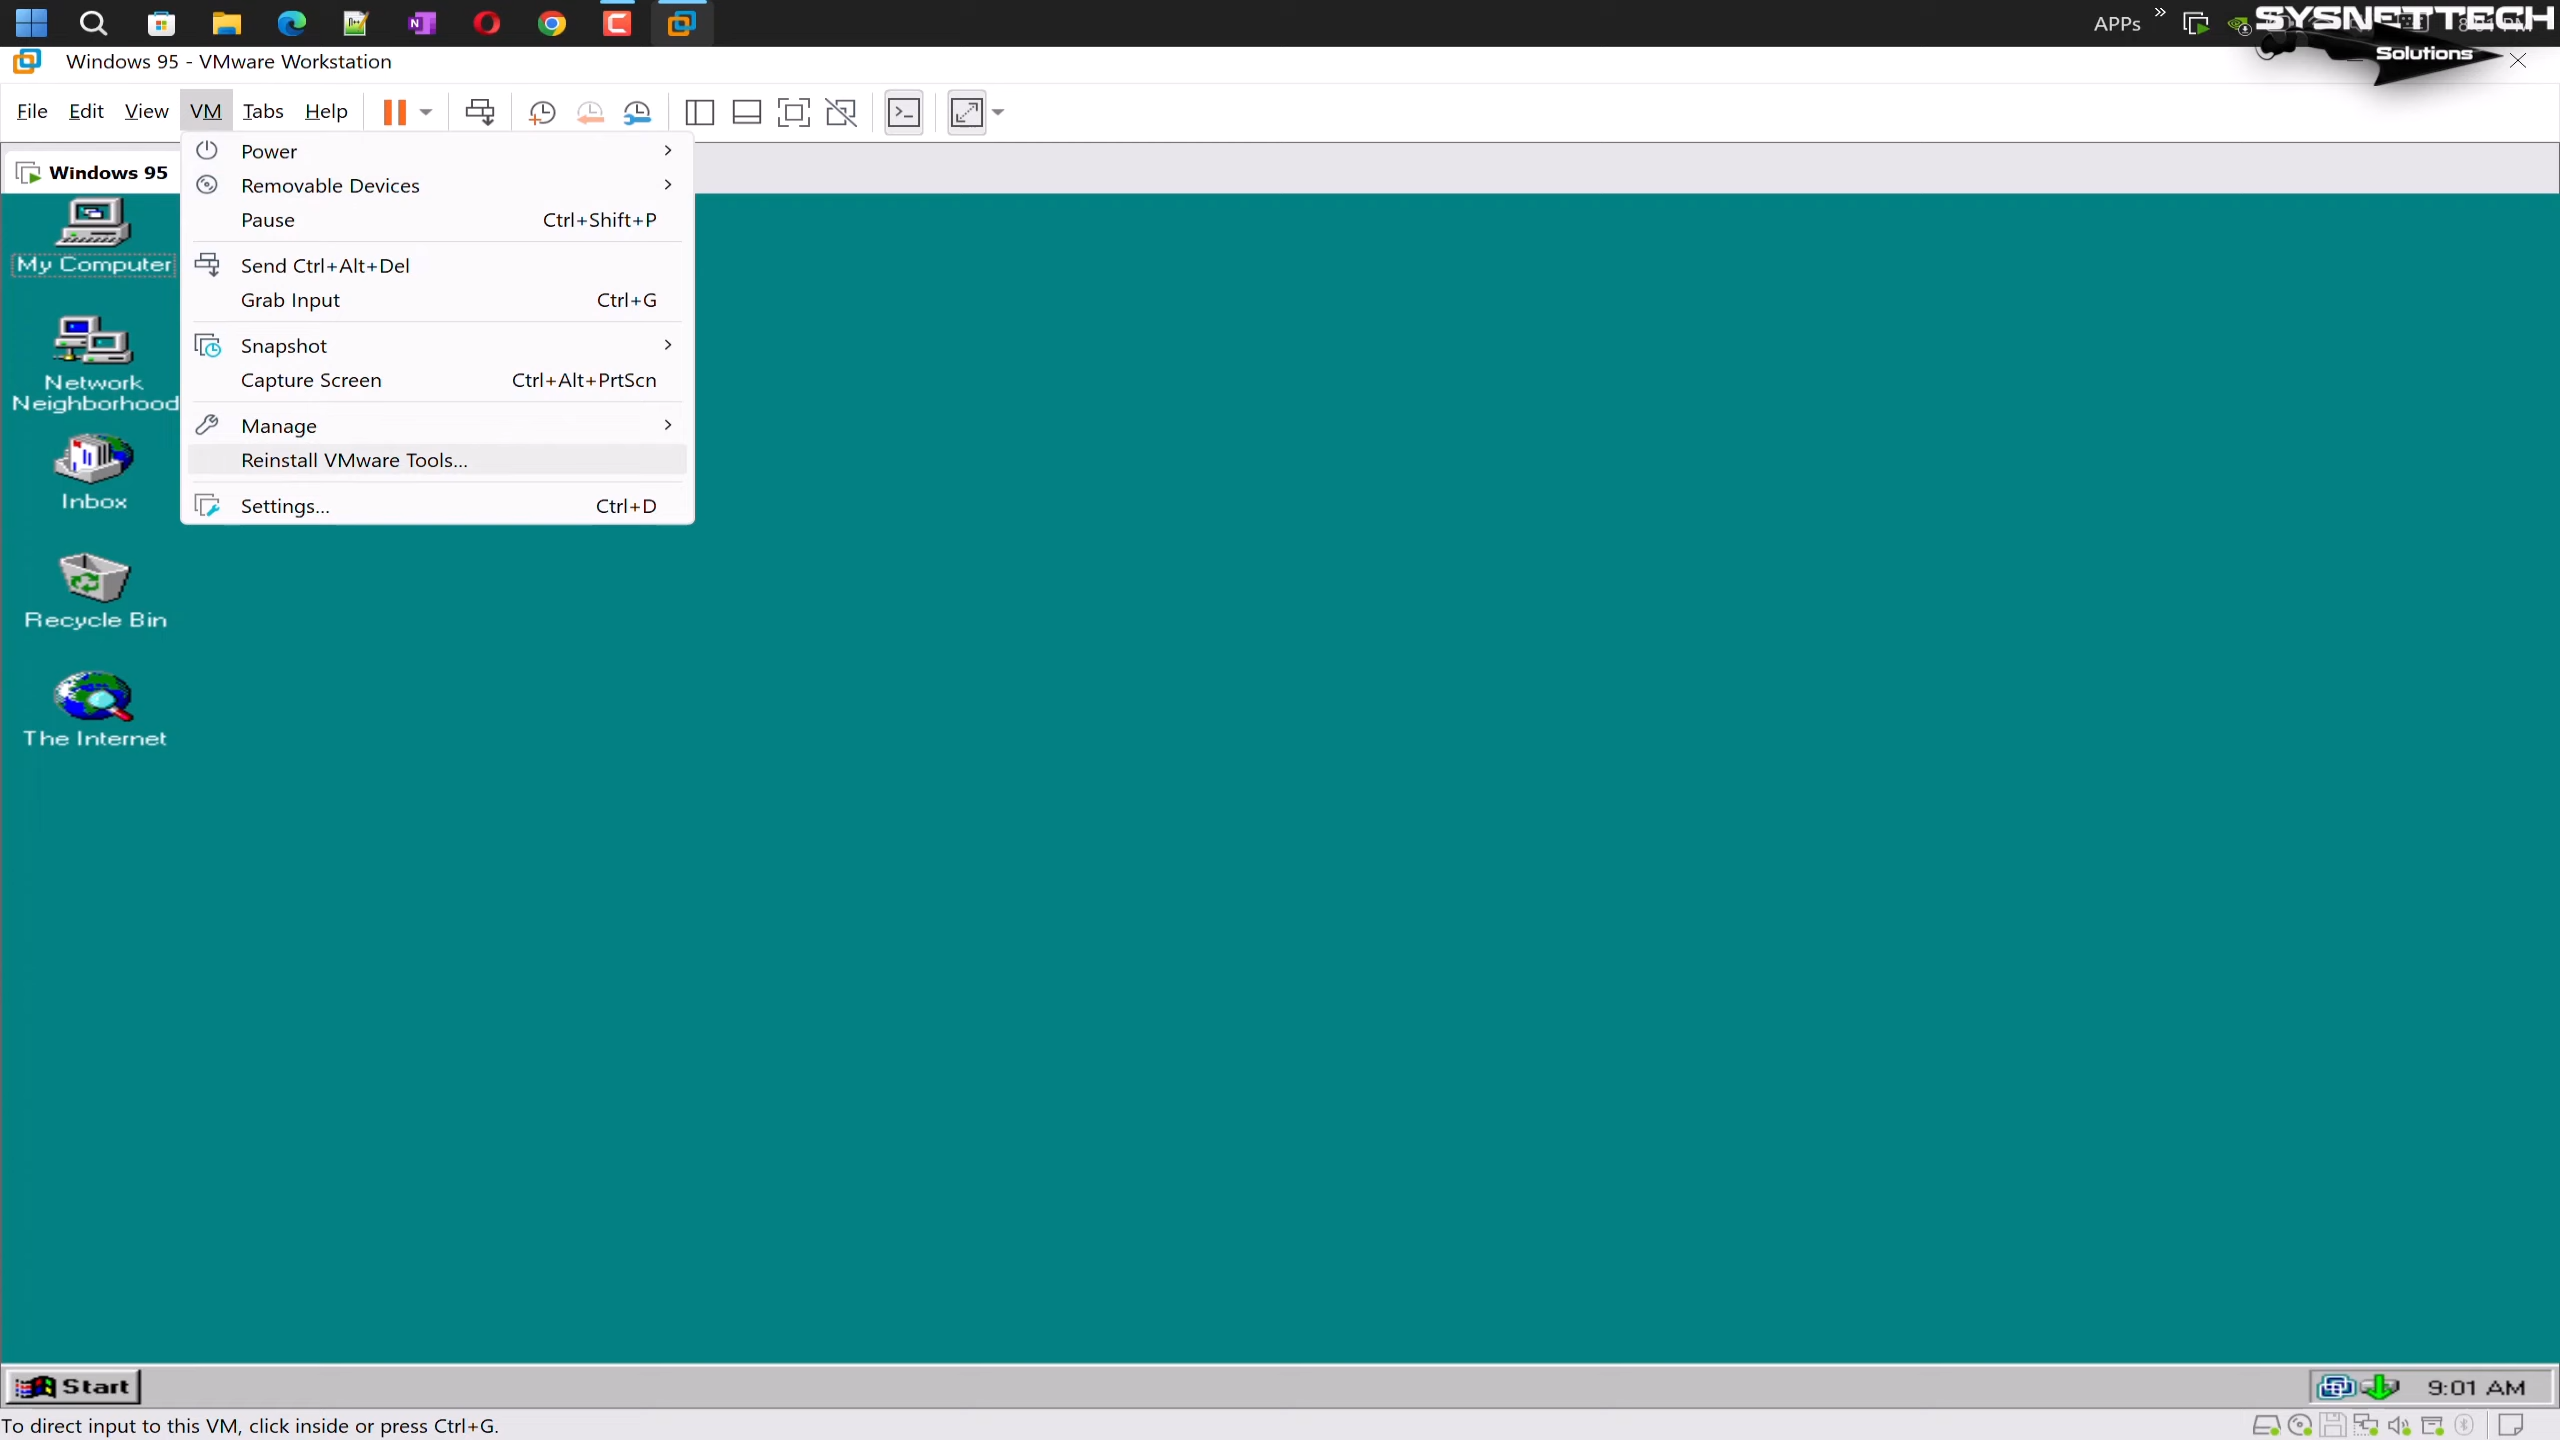 APPs
SYSNETTECH
Solutions
Windows 95 - VMware Workstation
File Edit View VM Tabs Help
Windows 95
Power
Removable Devices
Pause Ctrl+Shift+P
Send Ctrl+Alt+Del
Grab Input Ctrl+G
Snapshot
Capture Screen Ctrl+Alt+PrtScn
Manage
Reinstall VMware Tools...
Settings... Ctrl+D
My Computer
Network
Neighborhood
Inbox
Recycle Bin
The Internet
Start
9:01 AM
To direct input to this VM, click inside or press Ctrl+G.